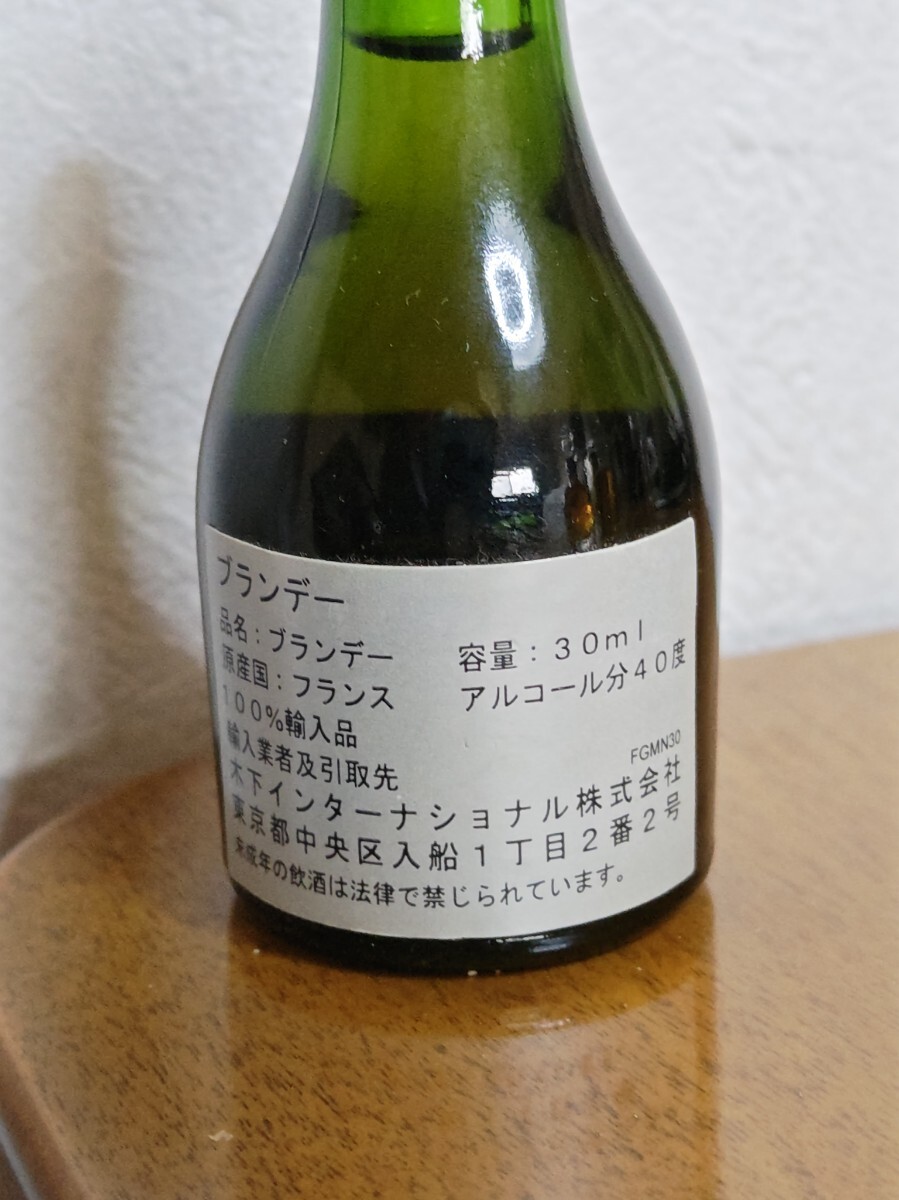 ブランデー
品名：ブランデー　容量：３０ｍｌ
原産国：フランス　アルコール分４０度
１００％輸入品
輸入業者及引取先　FGMN30
木下インターナショナル株式会社
東京都中央区入船１丁目２番２号
未成年の飲酒は法律で禁じられています。